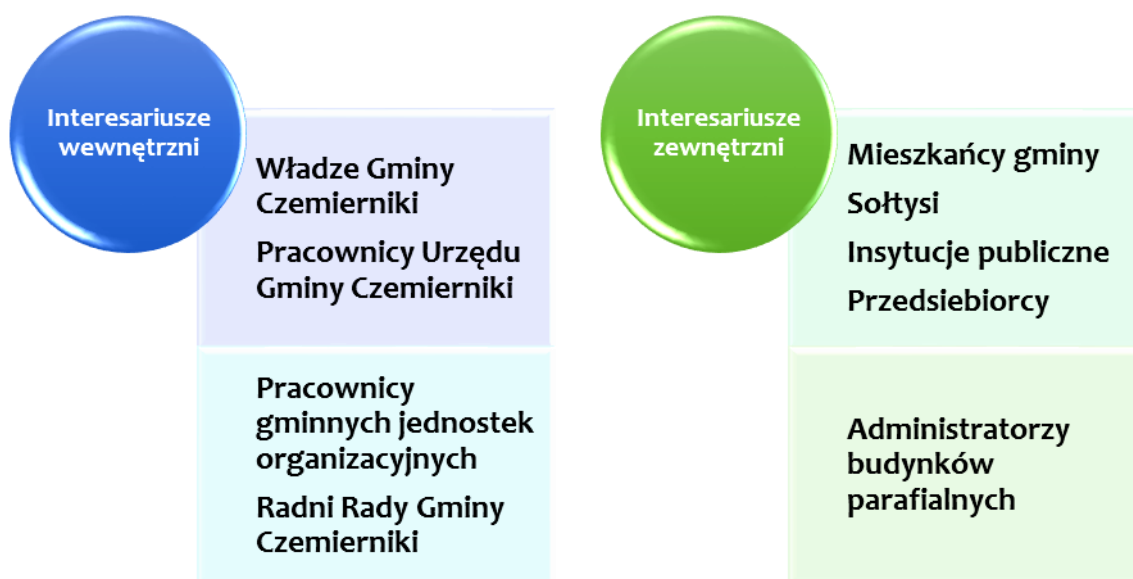 Interesariusze
wewnętrzni
Władze Gminy
Czemierniki
Pracownicy Urzędu
Gminy Czemierniki
Pracownicy
gminnych jednostek
organizacyjnych
Radni Rady Gminy
Czemierniki
Interesariusze
zewnętrzni
Mieszkańcy gminy
Sołtysi
Insytucje publiczne
Przedsiebiorcy
Administratorzy
budynków
parafialnych